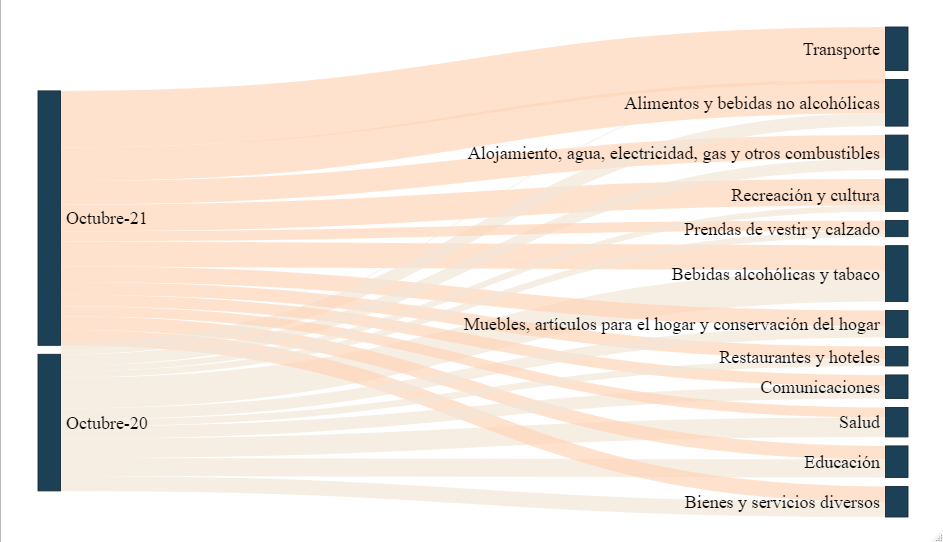 Transporte
Alimentos y bebidas no alcohólicas
Alojamiento, agua, electricidad, gas y otros combustibles
Recreación y cultura
Octubre-21
Prendas de vestir y calzado
Bebidas alcohólicas y tabaco
Muebles, artículos para el hogar y conservación del hogar
Restaurantes y hoteles
Comunicaciones
Octubre-20
Salud
Educación
Bienes y servicios diversos